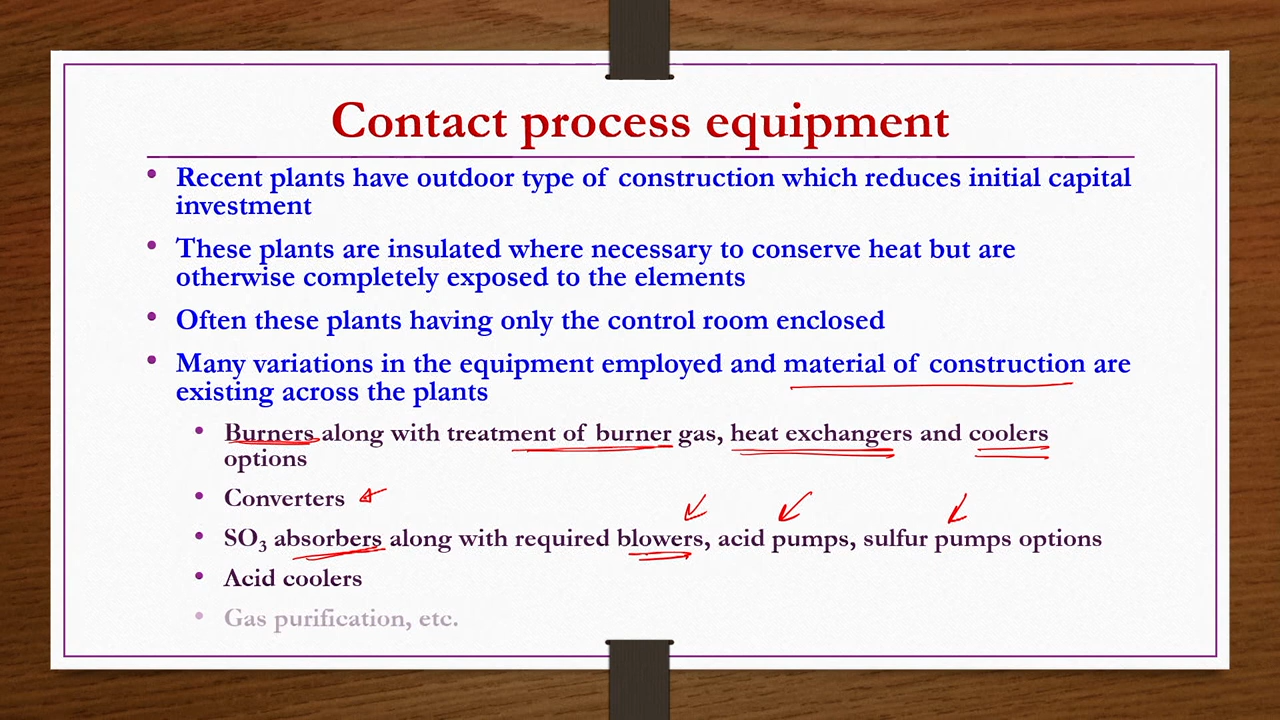 Contact process equipment
• Recent plants have outdoor type of construction which reduces initial capital
investment
• These plants are insulated where necessary to conserve heat but are
otherwise completely exposed to the elements
• Often these plants having only the control room enclosed
• Many variations in the equipment employed and material of construction are
existing across the plants
• Burners along with treatment of burner gas, heat exchangers and coolers
options
• Converters
• SO₃ absorbers along with required blowers, acid pumps, sulfur pumps options
• Acid coolers
• Gas purification, etc.